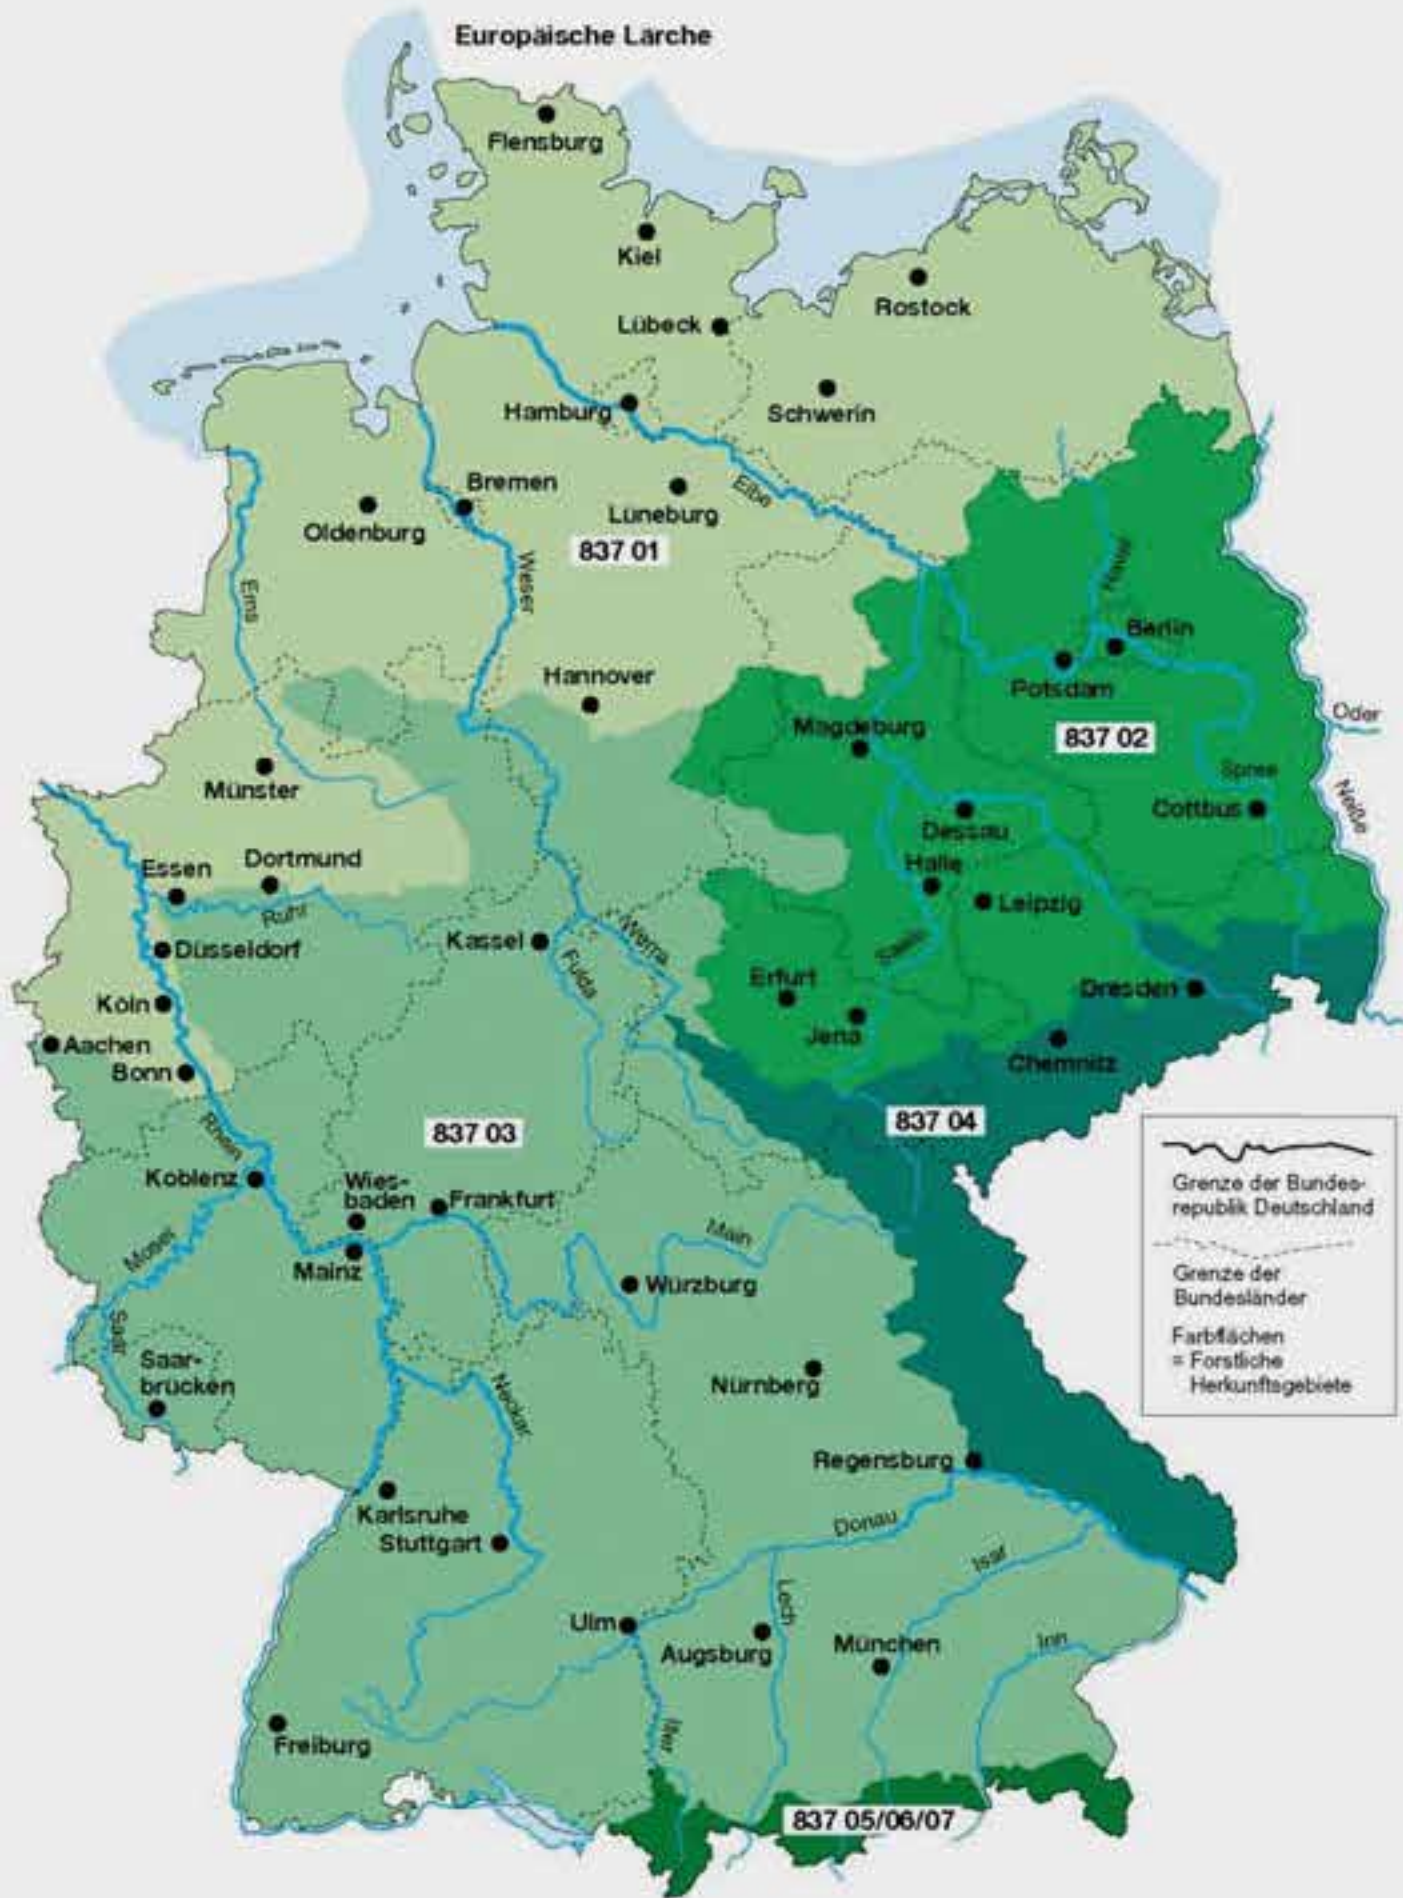 Europäische Lärche
Flensburg
Kiel
Rostock
Lübeck
Schwerin
Hamburg
Elbe
Bremen
Lüneburg
Oldenburg
837 01
Weser
Ems
Havel
Berlin
Potsdam
Hannover
Magdeburg
837 02
Oder
Spree
Neiße
Cottbus
Münster
Dessau
Halle
Leipzig
Essen
Dortmund
Ruhr
Kassel
Werra
Fulda
Saale
Düsseldorf
Erfurt
Dresden
Köln
Jena
Chemnitz
Aachen
Bonn
837 03
837 04
Rhein
Koblenz
Wies-
baden
Frankfurt
Main
Mosel
Mainz
Würzburg
Saar
Saar-
brücken
Nürnberg
Neckar
Regensburg
Karlsruhe
Stuttgart
Donau
Isar
Lech
Ulm
Augsburg
München
Inn
Iller
Freiburg
837 05/06/07
Grenze der Bundes-
republik Deutschland
Grenze der
Bundesländer
Farbflächen
= Forstliche
Herkunftsgebiete